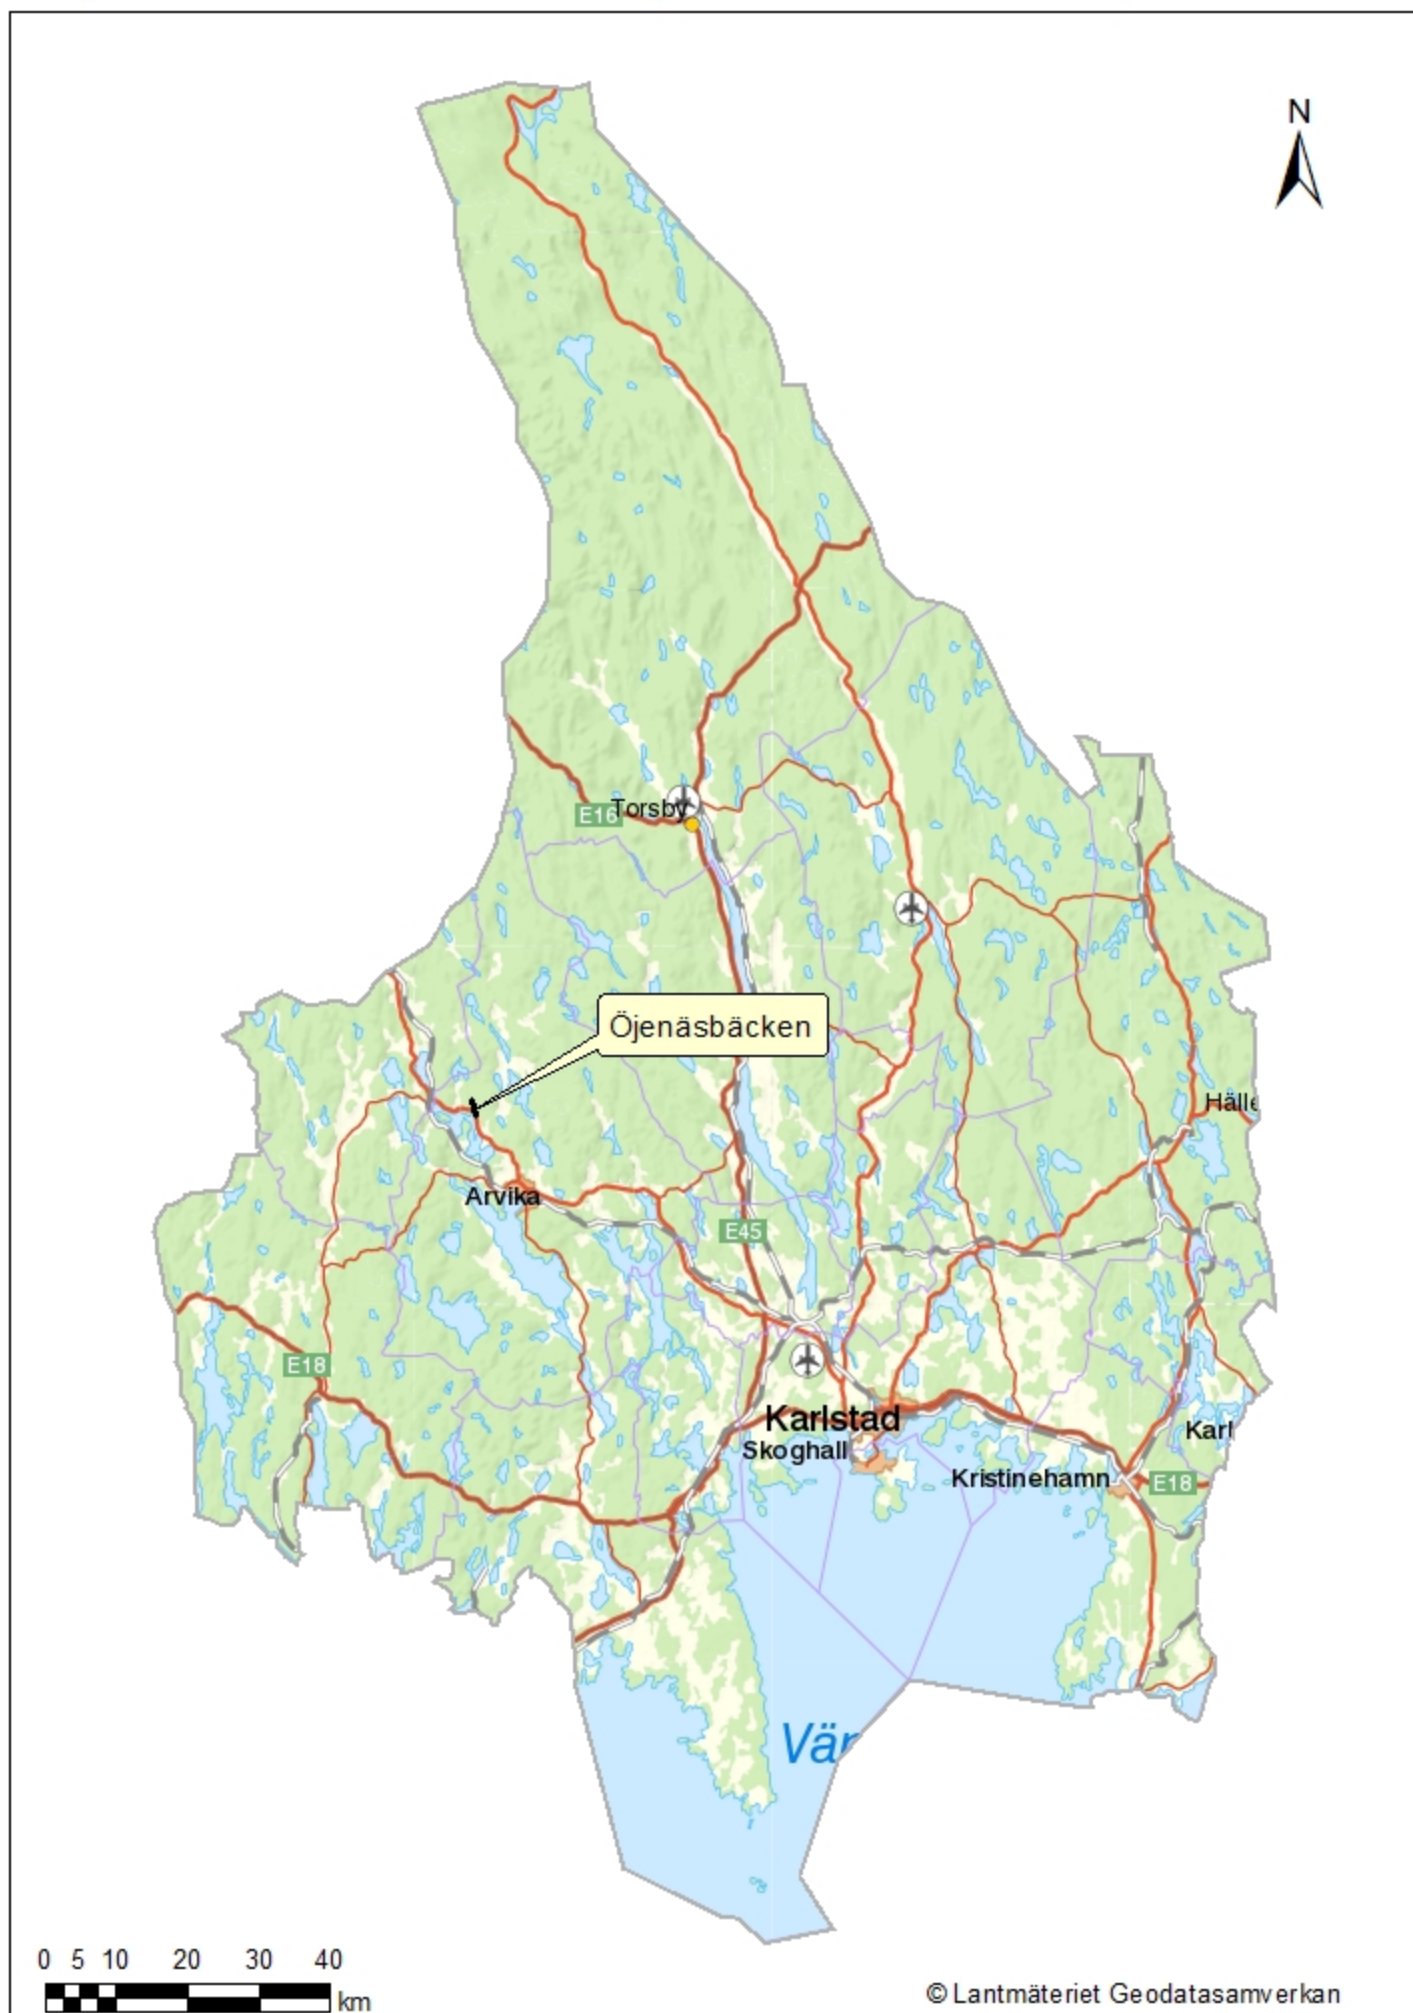 N
E16
Torsby
Öjenäsbäcken
Hälle
Arvika
E45
E18
Karlstad
Karl
Skoghall
Kristinehamn
E18
Vär
0 5 10 20 30 40
km
© Lantmäteriet Geodatasamverkan